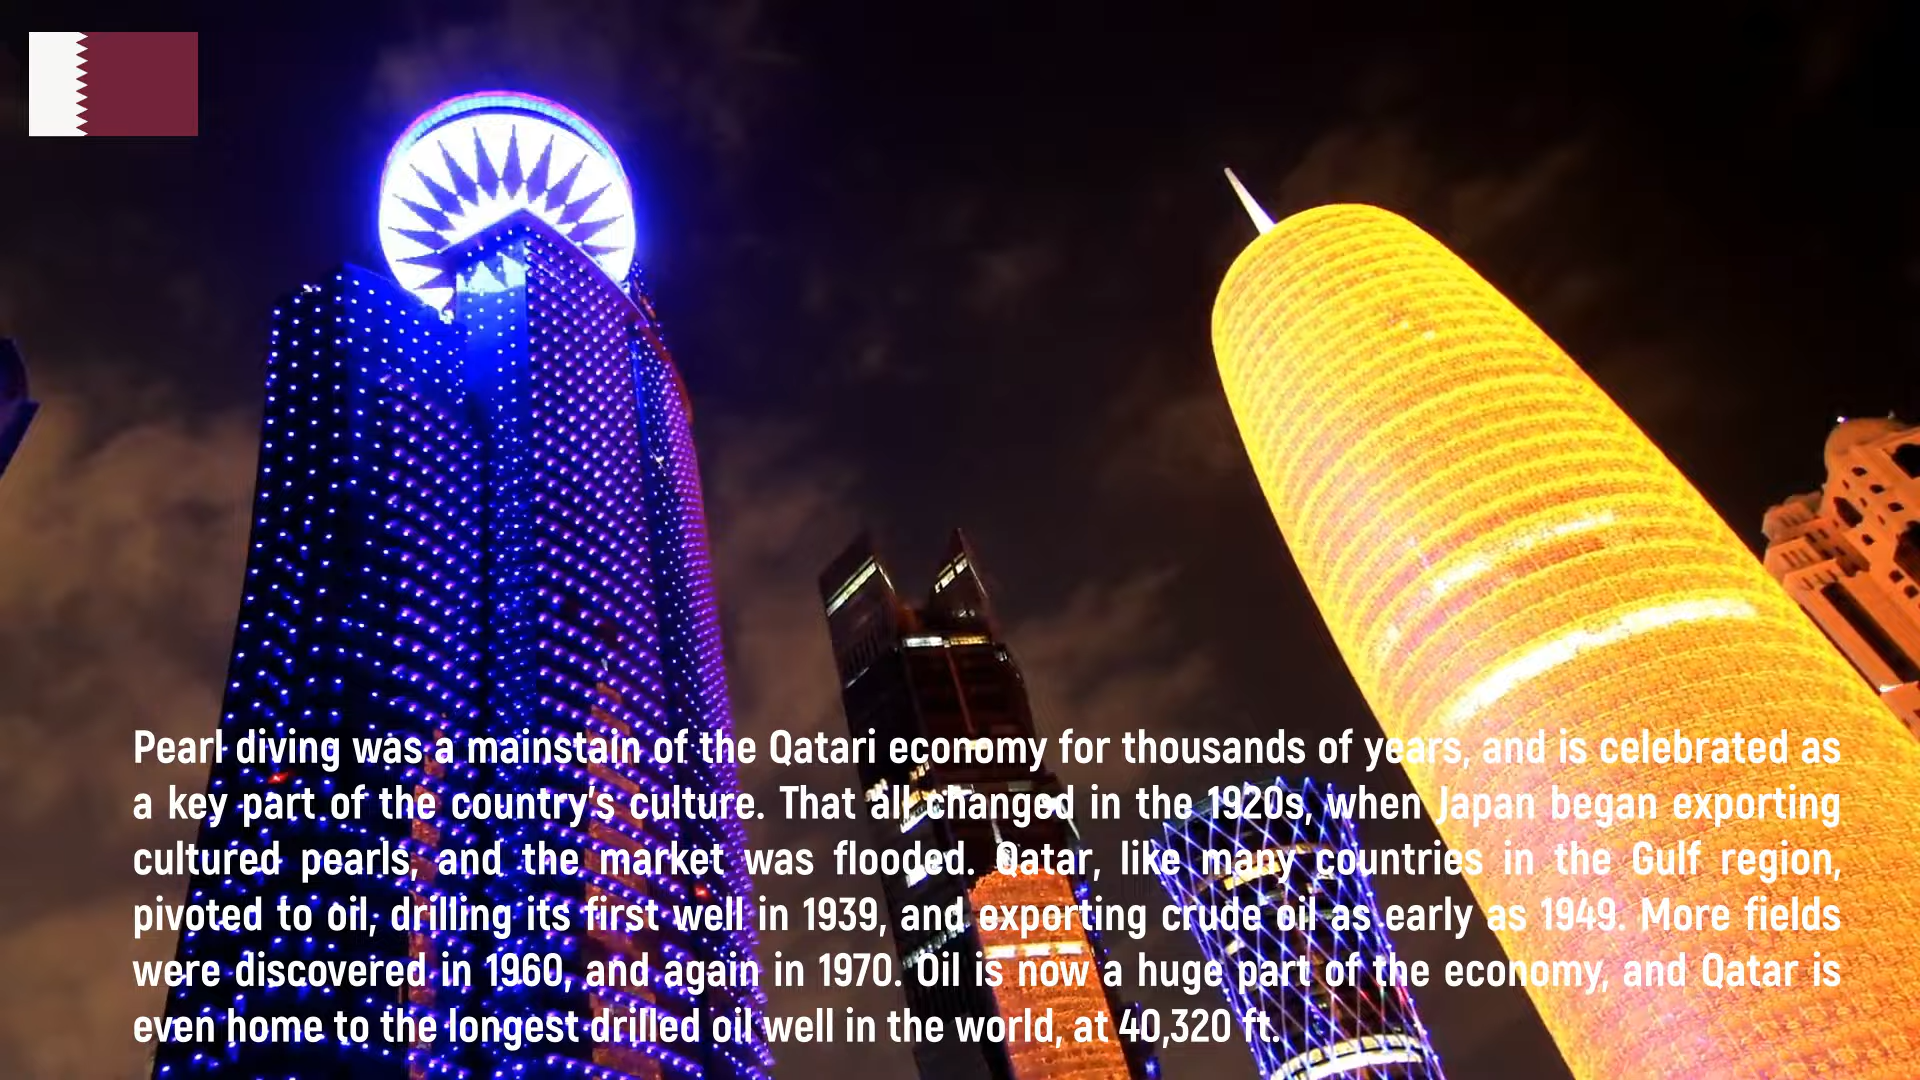 Pearl diving was a mainstain of the Qatari economy for thousands of years, and is celebrated as
a key part of the country's culture. That all changed in the 1920s, when Japan began exporting
cultured pearls, and the market was flooded. Qatar, like many countries in the Gulf region,
pivoted to oil, drilling its first well in 1939, and exporting crude oil as early as 1949. More fields
were discovered in 1960, and again in 1970. Oil is now a huge part of the economy, and Qatar is
even home to the longest drilled oil well in the world, at 40,320 ft.